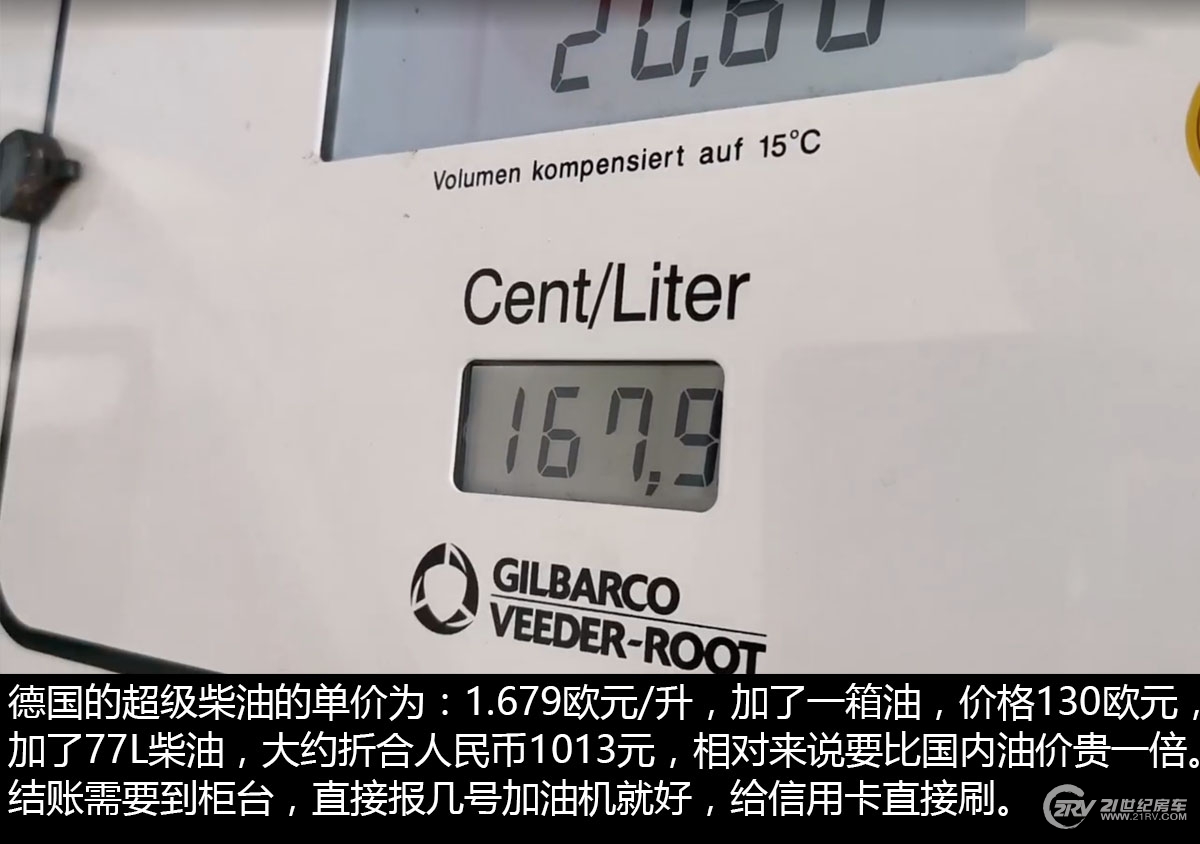 20,60
Volumen kompensiert auf 15°C
Cent/Liter
167,9
GILBARCO
VEEDER-ROOT
德国的超级柴油的单价为：1.679欧元/升，加了一箱油，价格130欧元，
加了77L柴油，大约折合人民币1013元，相对来说要比国内油价贵一倍。
结账需要到柜台，直接报几号加油机就好，给信用卡直接刷。
21RV 21世纪房车
WWW.21RV.COM